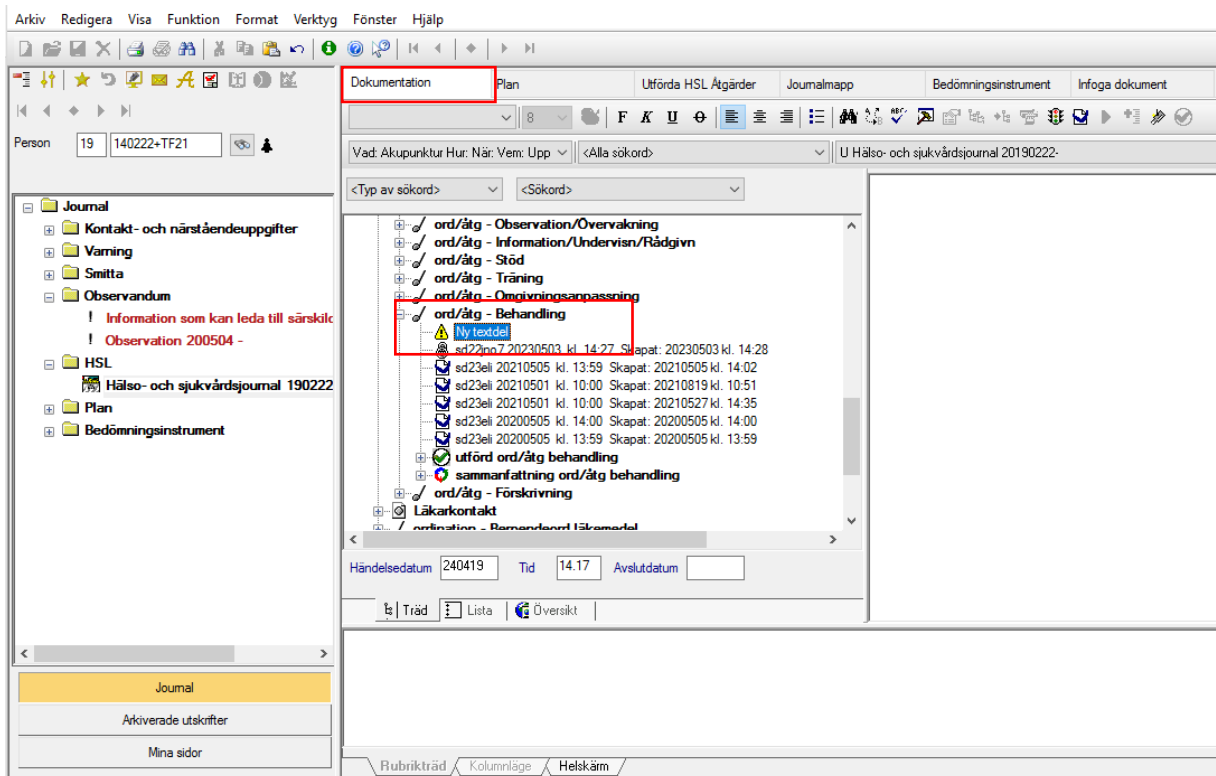 Arkiv Redigera Visa Funktion Format Verktyg Fönster Hjälp
Dokumentation Plan Utförda HSL Åtgärder Journalmapp Bedömningsinstrument Infoga dokument
8 F K U
Person 19 140222+TF21
Vad: Akupunktur Hur: När: Vem: Upp <Alla sökord> U Hälso- och sjukvårdsjournal 20190222-
<Typ av sökord> <Sökord>
Journal
Kontakt- och närståendeuppgifter
Varning
Smitta
Observandum
Information som kan leda till särskild
Observation 200504 -
HSL
Hälso- och sjukvårdsjournal 190222
Plan
Bedömningsinstrument
ord/åtg - Observation/Övervakning
ord/åtg - Information/Undervisn/Rådgivn
ord/åtg - Stöd
ord/åtg - Träning
ord/åtg - Omgivningsanpassning
ord/åtg - Behandling
Ny textdel
sd22jno7 20230503 kl. 14:27 Skapat: 20230503 kl. 14:28
sd23eli 20210505 kl. 13:59 Skapat: 20210505 kl. 14:02
sd23eli 20210501 kl. 10:00 Skapat: 20210819 kl. 10:51
sd23eli 20210501 kl. 10:00 Skapat: 20210527 kl. 14:35
sd23eli 20200505 kl. 14:00 Skapat: 20200505 kl. 14:00
sd23eli 20200505 kl. 13:59 Skapat: 20200505 kl. 13:59
utförd ord/åtg behandling
sammanfattning ord/åtg behandling
ord/åtg - Förskrivning
Läkarkontakt
ordination - Beroendeord läkemedel
Händelsedatum 240419 Tid 14.17 Avslutdatum
Träd Lista Översikt
Journal
Arkiverade utskrifter
Mina sidor
Rubrikträd Kolumnläge Helskärm